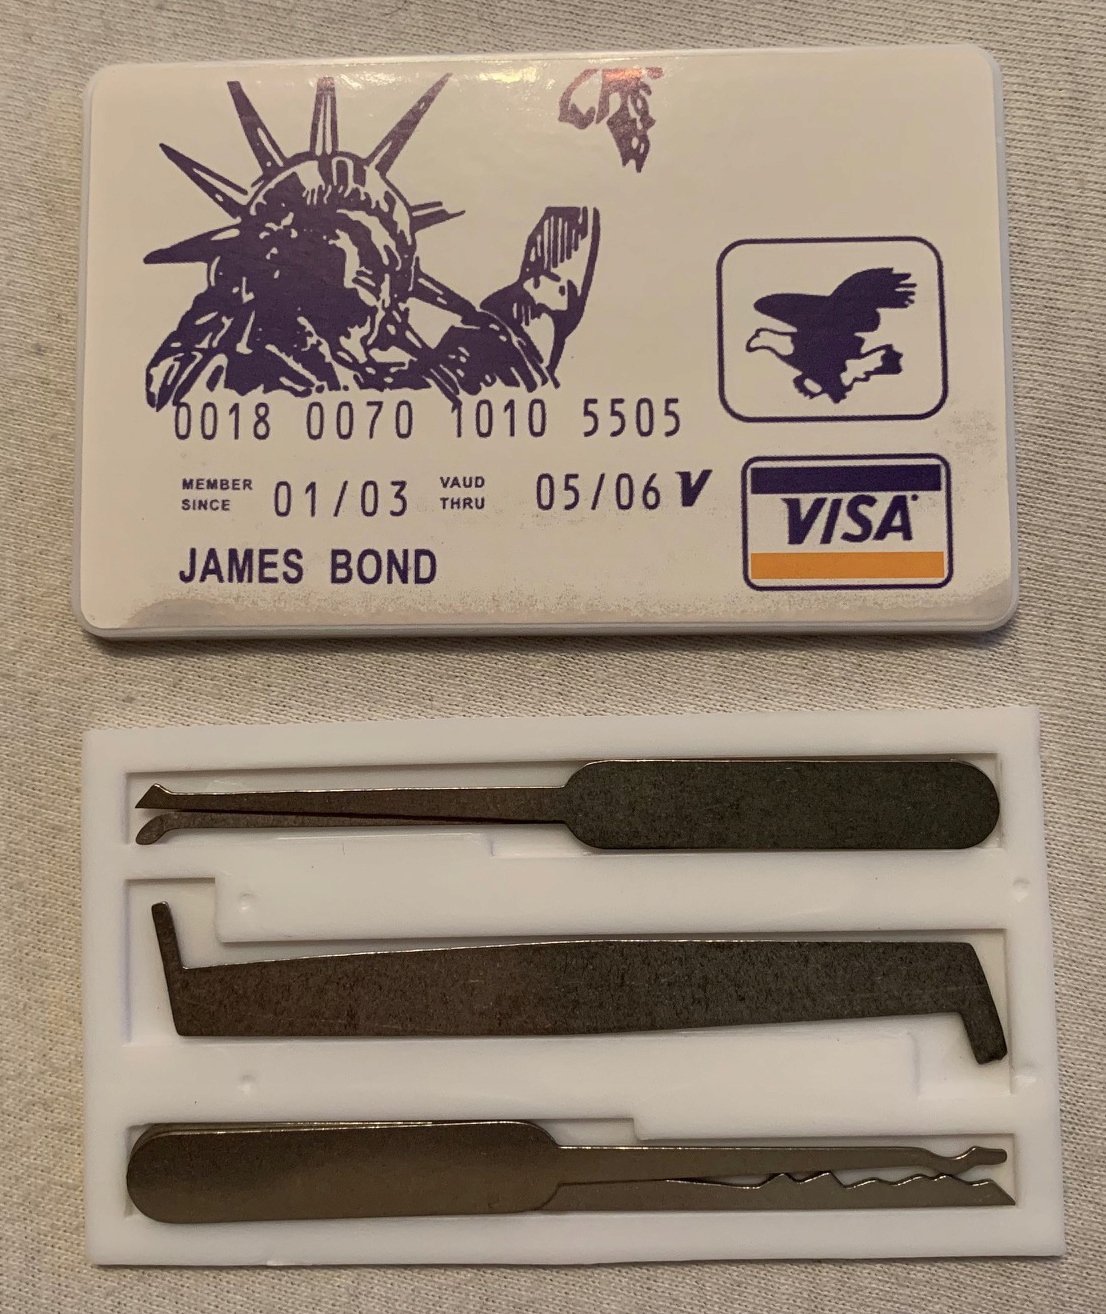 0018 0070 1010 5505
MEMBER SINCE 01/03 VAUD THRU 05/06 V
VISA
JAMES BOND